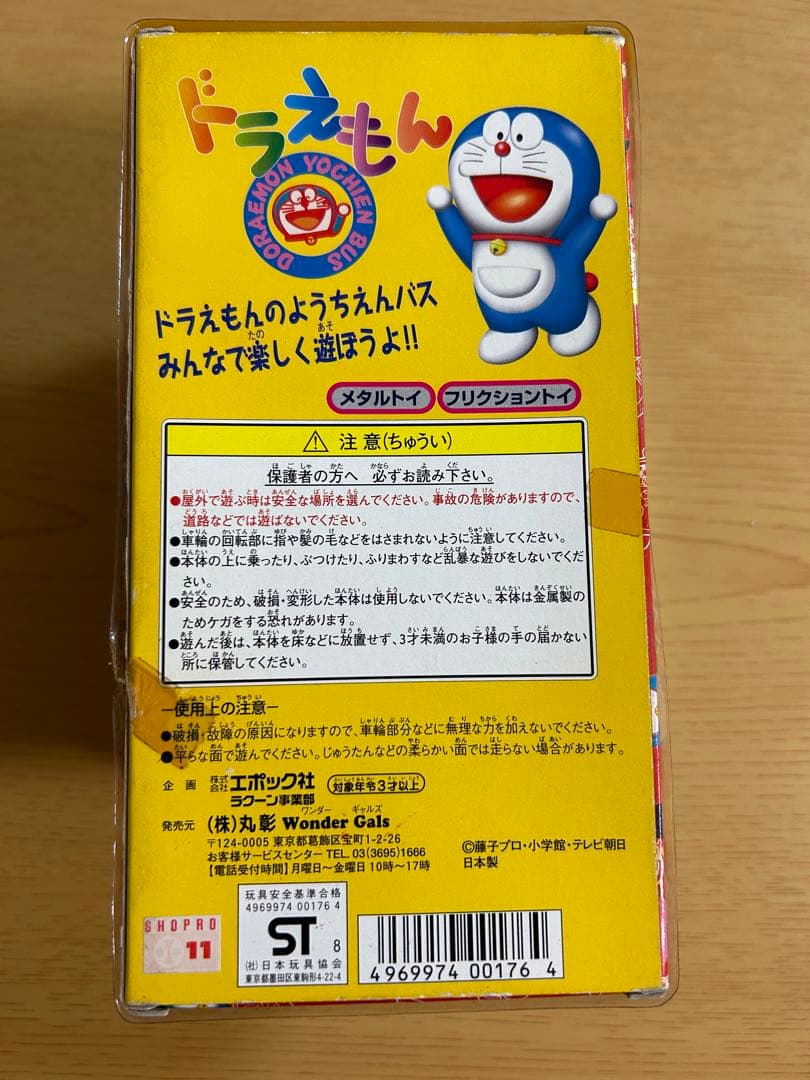 ドラえもん
DORAEMON YOCHIEN BUS
ドラえもんのようちえんバス
みんなで楽しく遊ぼうよ!!
メタルトイ
フリクショントイ
⚠ 注意(ちゅうい)
保護者の方へ 必ずお読み下さい。
●屋外で遊ぶ時は安全な場所を選んでください。事故の危険がありますので、
道路などでは遊ばないでください。
●車輪の回転部に指や髪の毛などをはさまれないように注意してください。
●本体の上に乗ったり、ぶつけたり、ふりまわすなど乱暴な遊びをしないでくだ
さい。
●安全のため、破損・変形した本体は使用しないでください。本体は金属製の
ためケガをする恐れがあります。
●遊んだ後は、本体を床などに放置せず、3才未満のお子様の手の届かない
所に保管してください。
ー使用上の注意ー
●破損・故障の原因になりますので、車輪部分などに無理な力を加えないでください。
●平らな面で遊んでください。じゅうたんなどの柔らかい面では走らない場合があります。
企画 株式会社 エポック社 対象年令3才以上
ラクーン事業部
発売元 (株)丸彰 Wonder Gals
ワンダー ギャルズ
〒124-0005 東京都葛飾区宝町1-2-26
お客様サービスセンター TEL. 03(3695)1666
【電話受付時間】月曜日〜金曜日 10時〜17時
©藤子プロ・小学館・テレビ朝日
日本製
玩具安全基準合格
4969974 00176 4
ST 8
(社)日本玩具協会
東京都墨田区東駒形4-22-4
SHOPRO
11
4 969974 00176 4